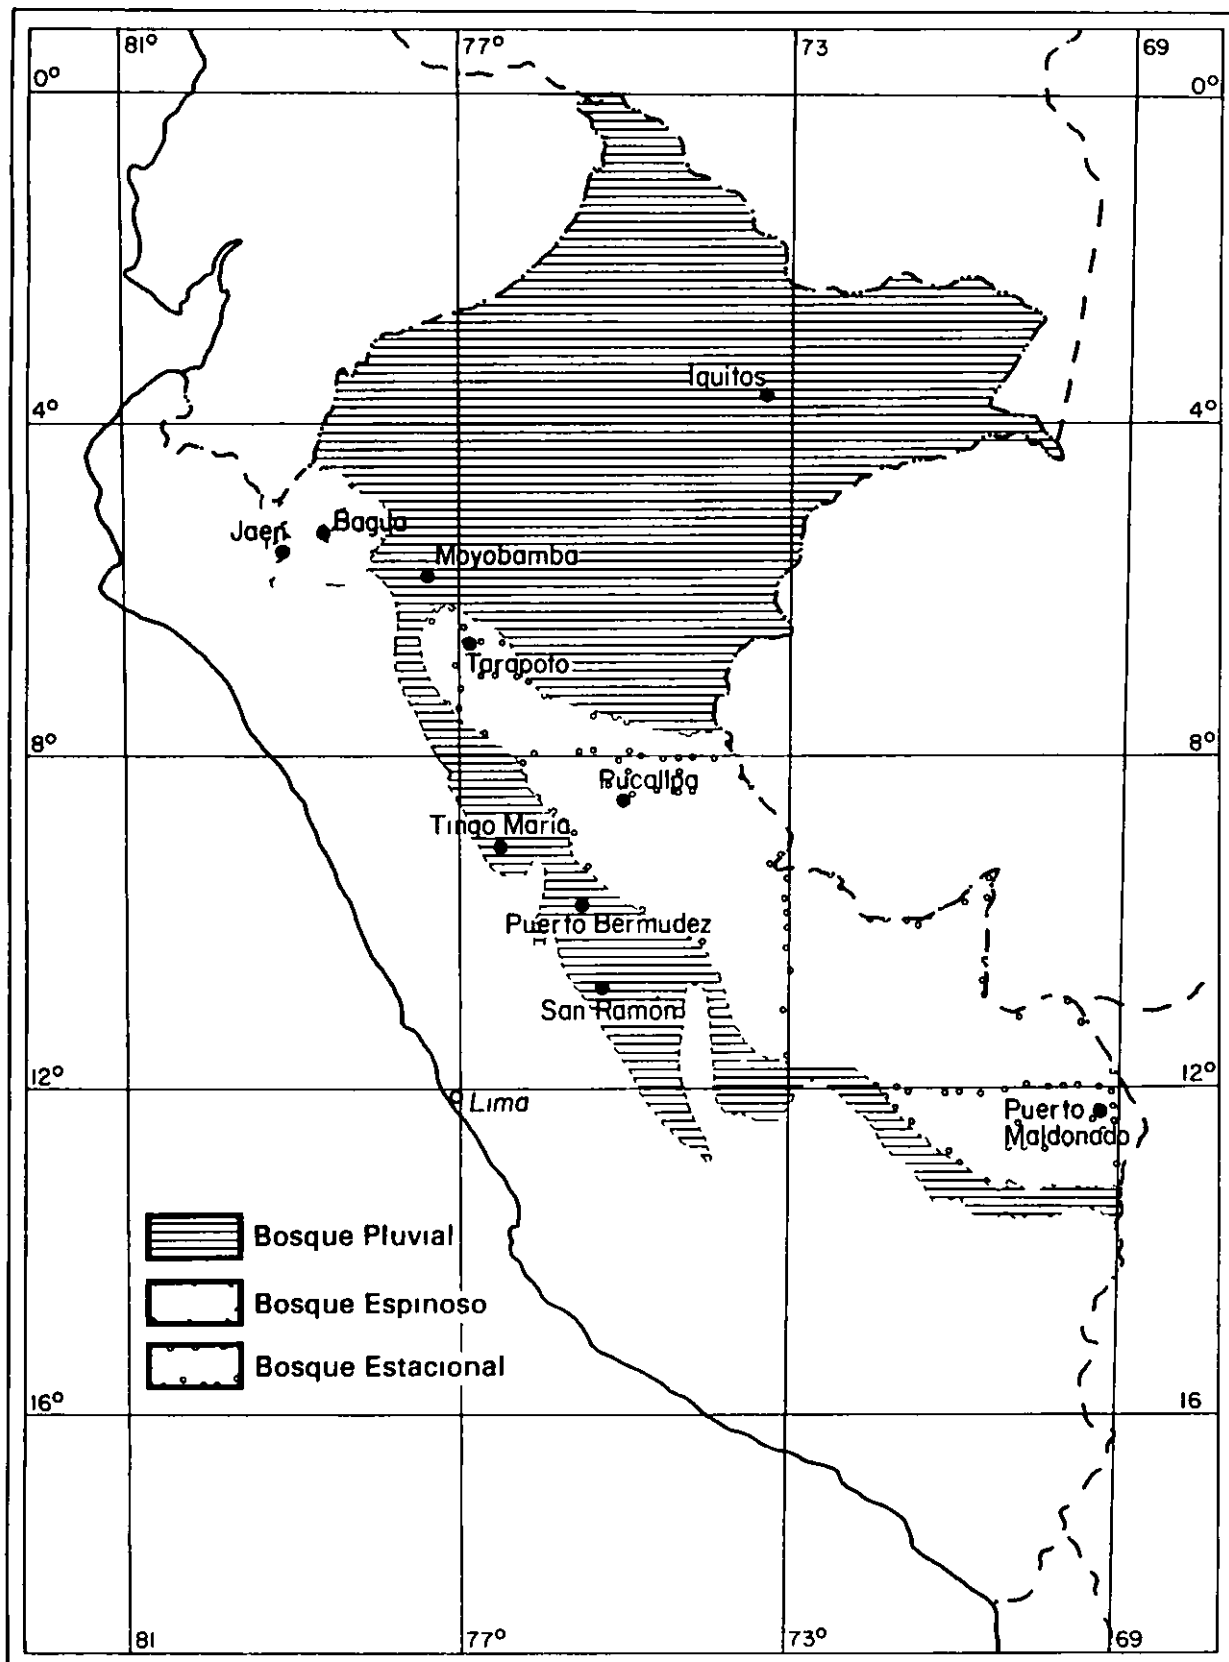 81° 77° 73 69
0° 0°
Iquitos
4° 4°
Jaen Bagua
Moyobamba
Tarapoto
8° 8°
Pucallpa
Tingo María
Puerto Bermudez
San Ramón
12° 12°
Lima
Puerto
Maldonado
Bosque Pluvial
Bosque Espinoso
Bosque Estacional
16° 16
81 77° 73° 69